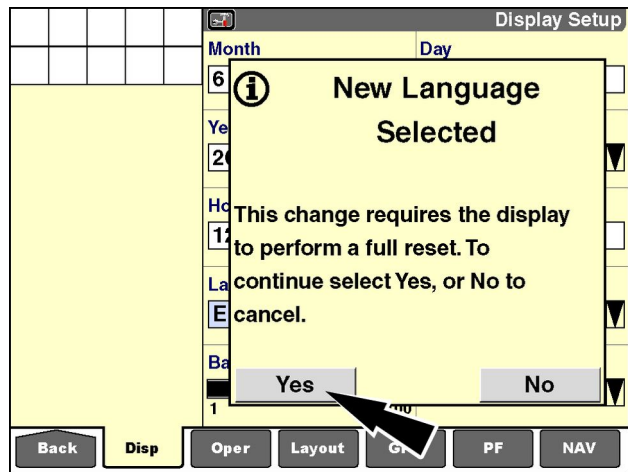 Display Setup
Month Day
6
New Language
Selected
This change requires the display
to perform a full reset. To
continue select Yes, or No to
cancel.
Yes No
1
Back Disp Oper Layout PF NAV